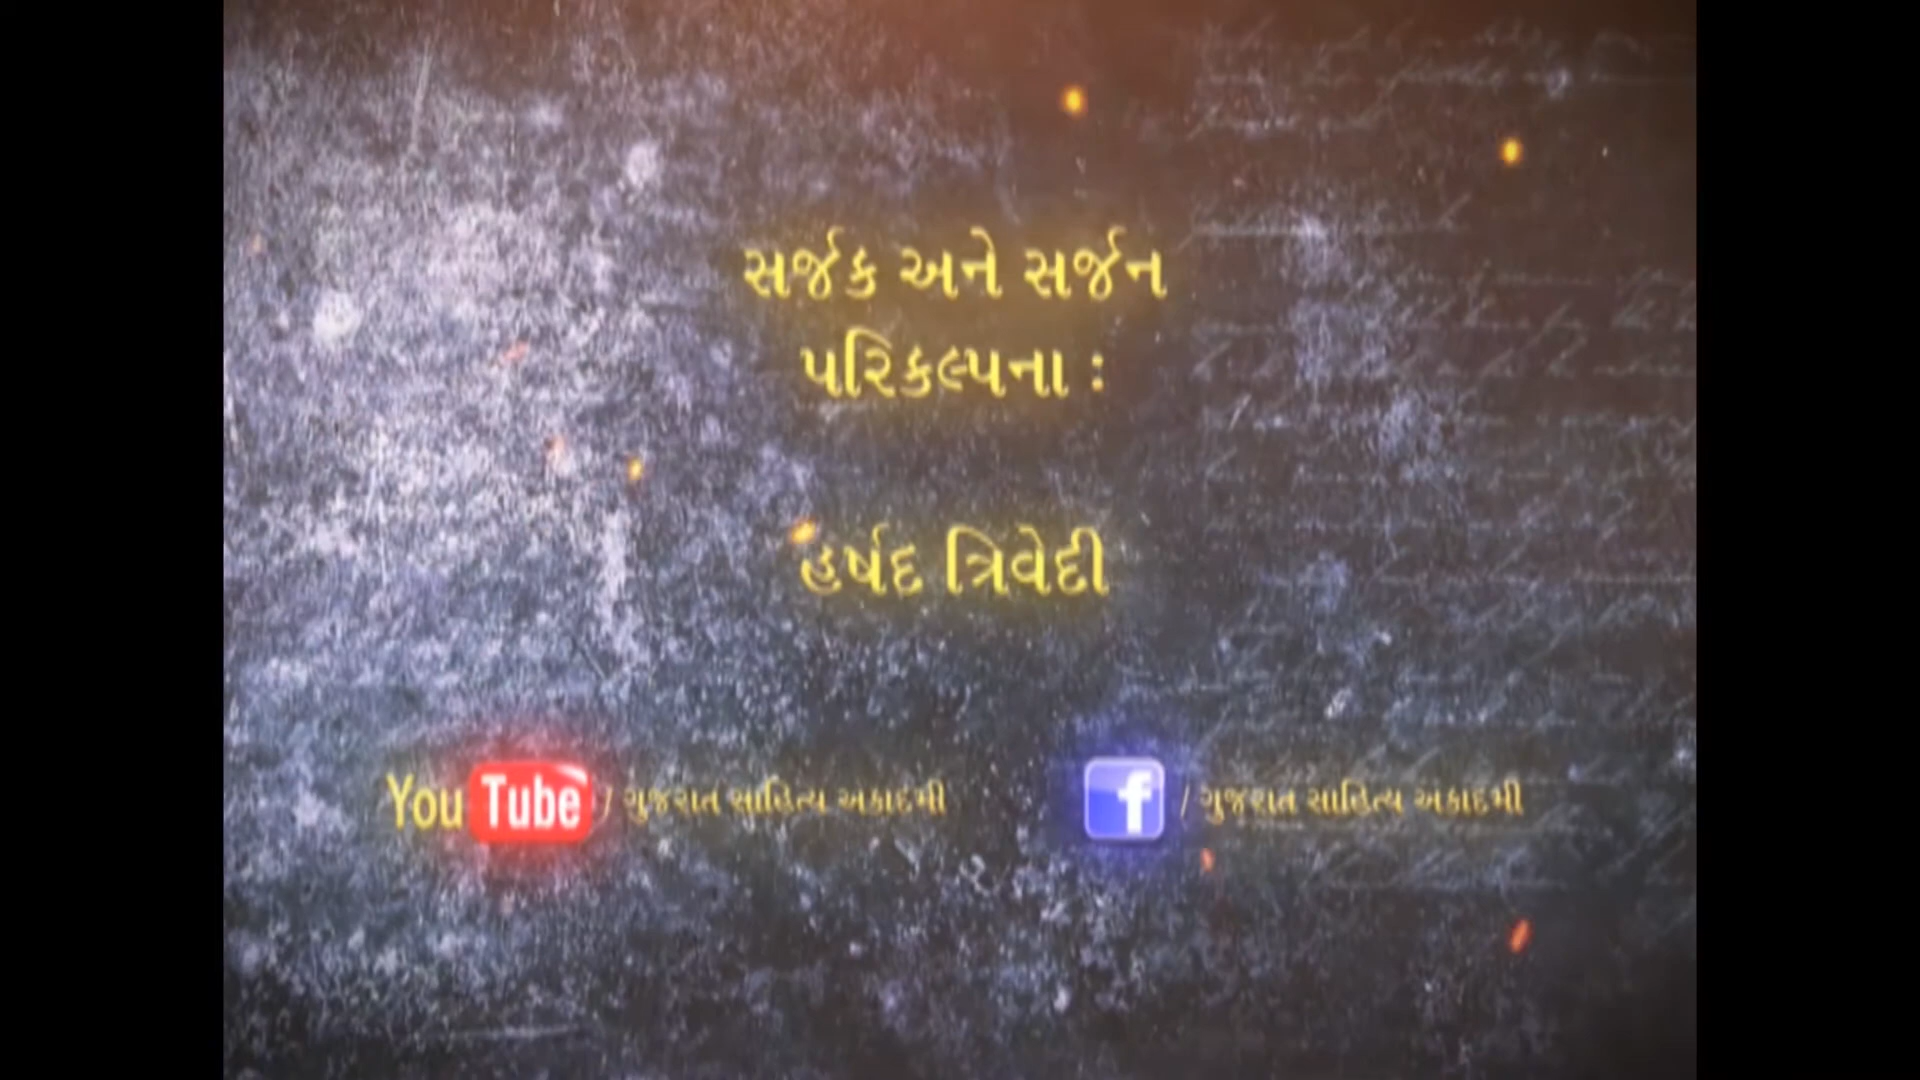 સર્જક અને સર્જન
પરિકલ્પના :
હર્ષદ ત્રિવેદી
YouTube / ગુજરાત સાહિત્ય અકાદમી
f / ગુજરાત સાહિત્ય અકાદમી